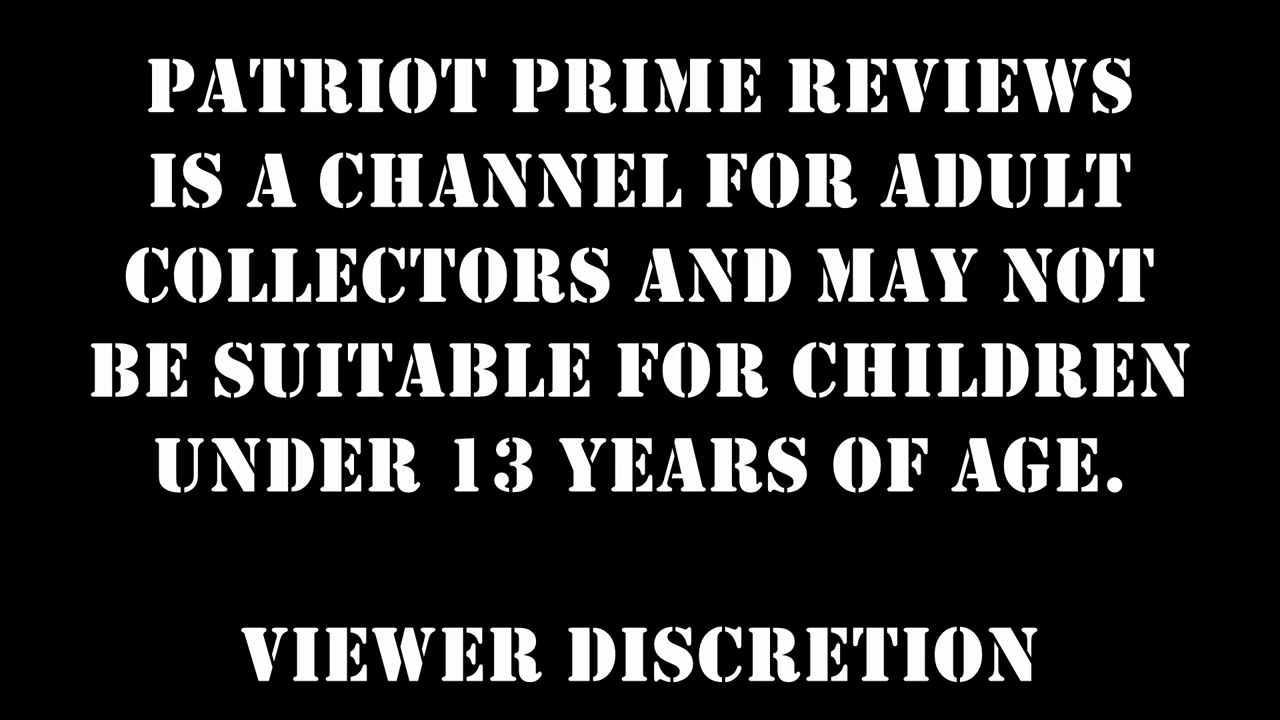 PATRIOT PRIME REVIEWS
IS A CHANNEL FOR ADULT
COLLECTORS AND MAY NOT
BE SUITABLE FOR CHILDREN
UNDER 13 YEARS OF AGE.
VIEWER DISCRETION